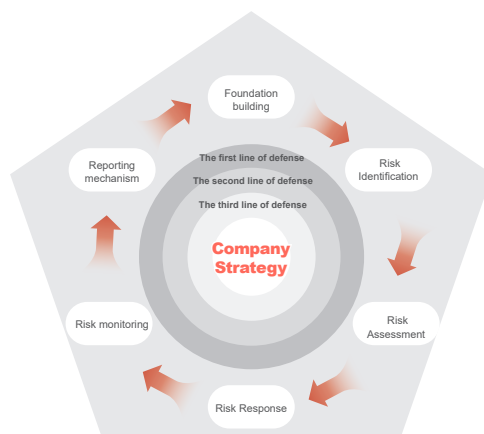 Foundation
building
Reporting
mechanism
The first line of defense
Risk
Identification
The second line of defense
The third line of defense
Company
Strategy
Risk monitoring
Risk
Assessment
Risk Response